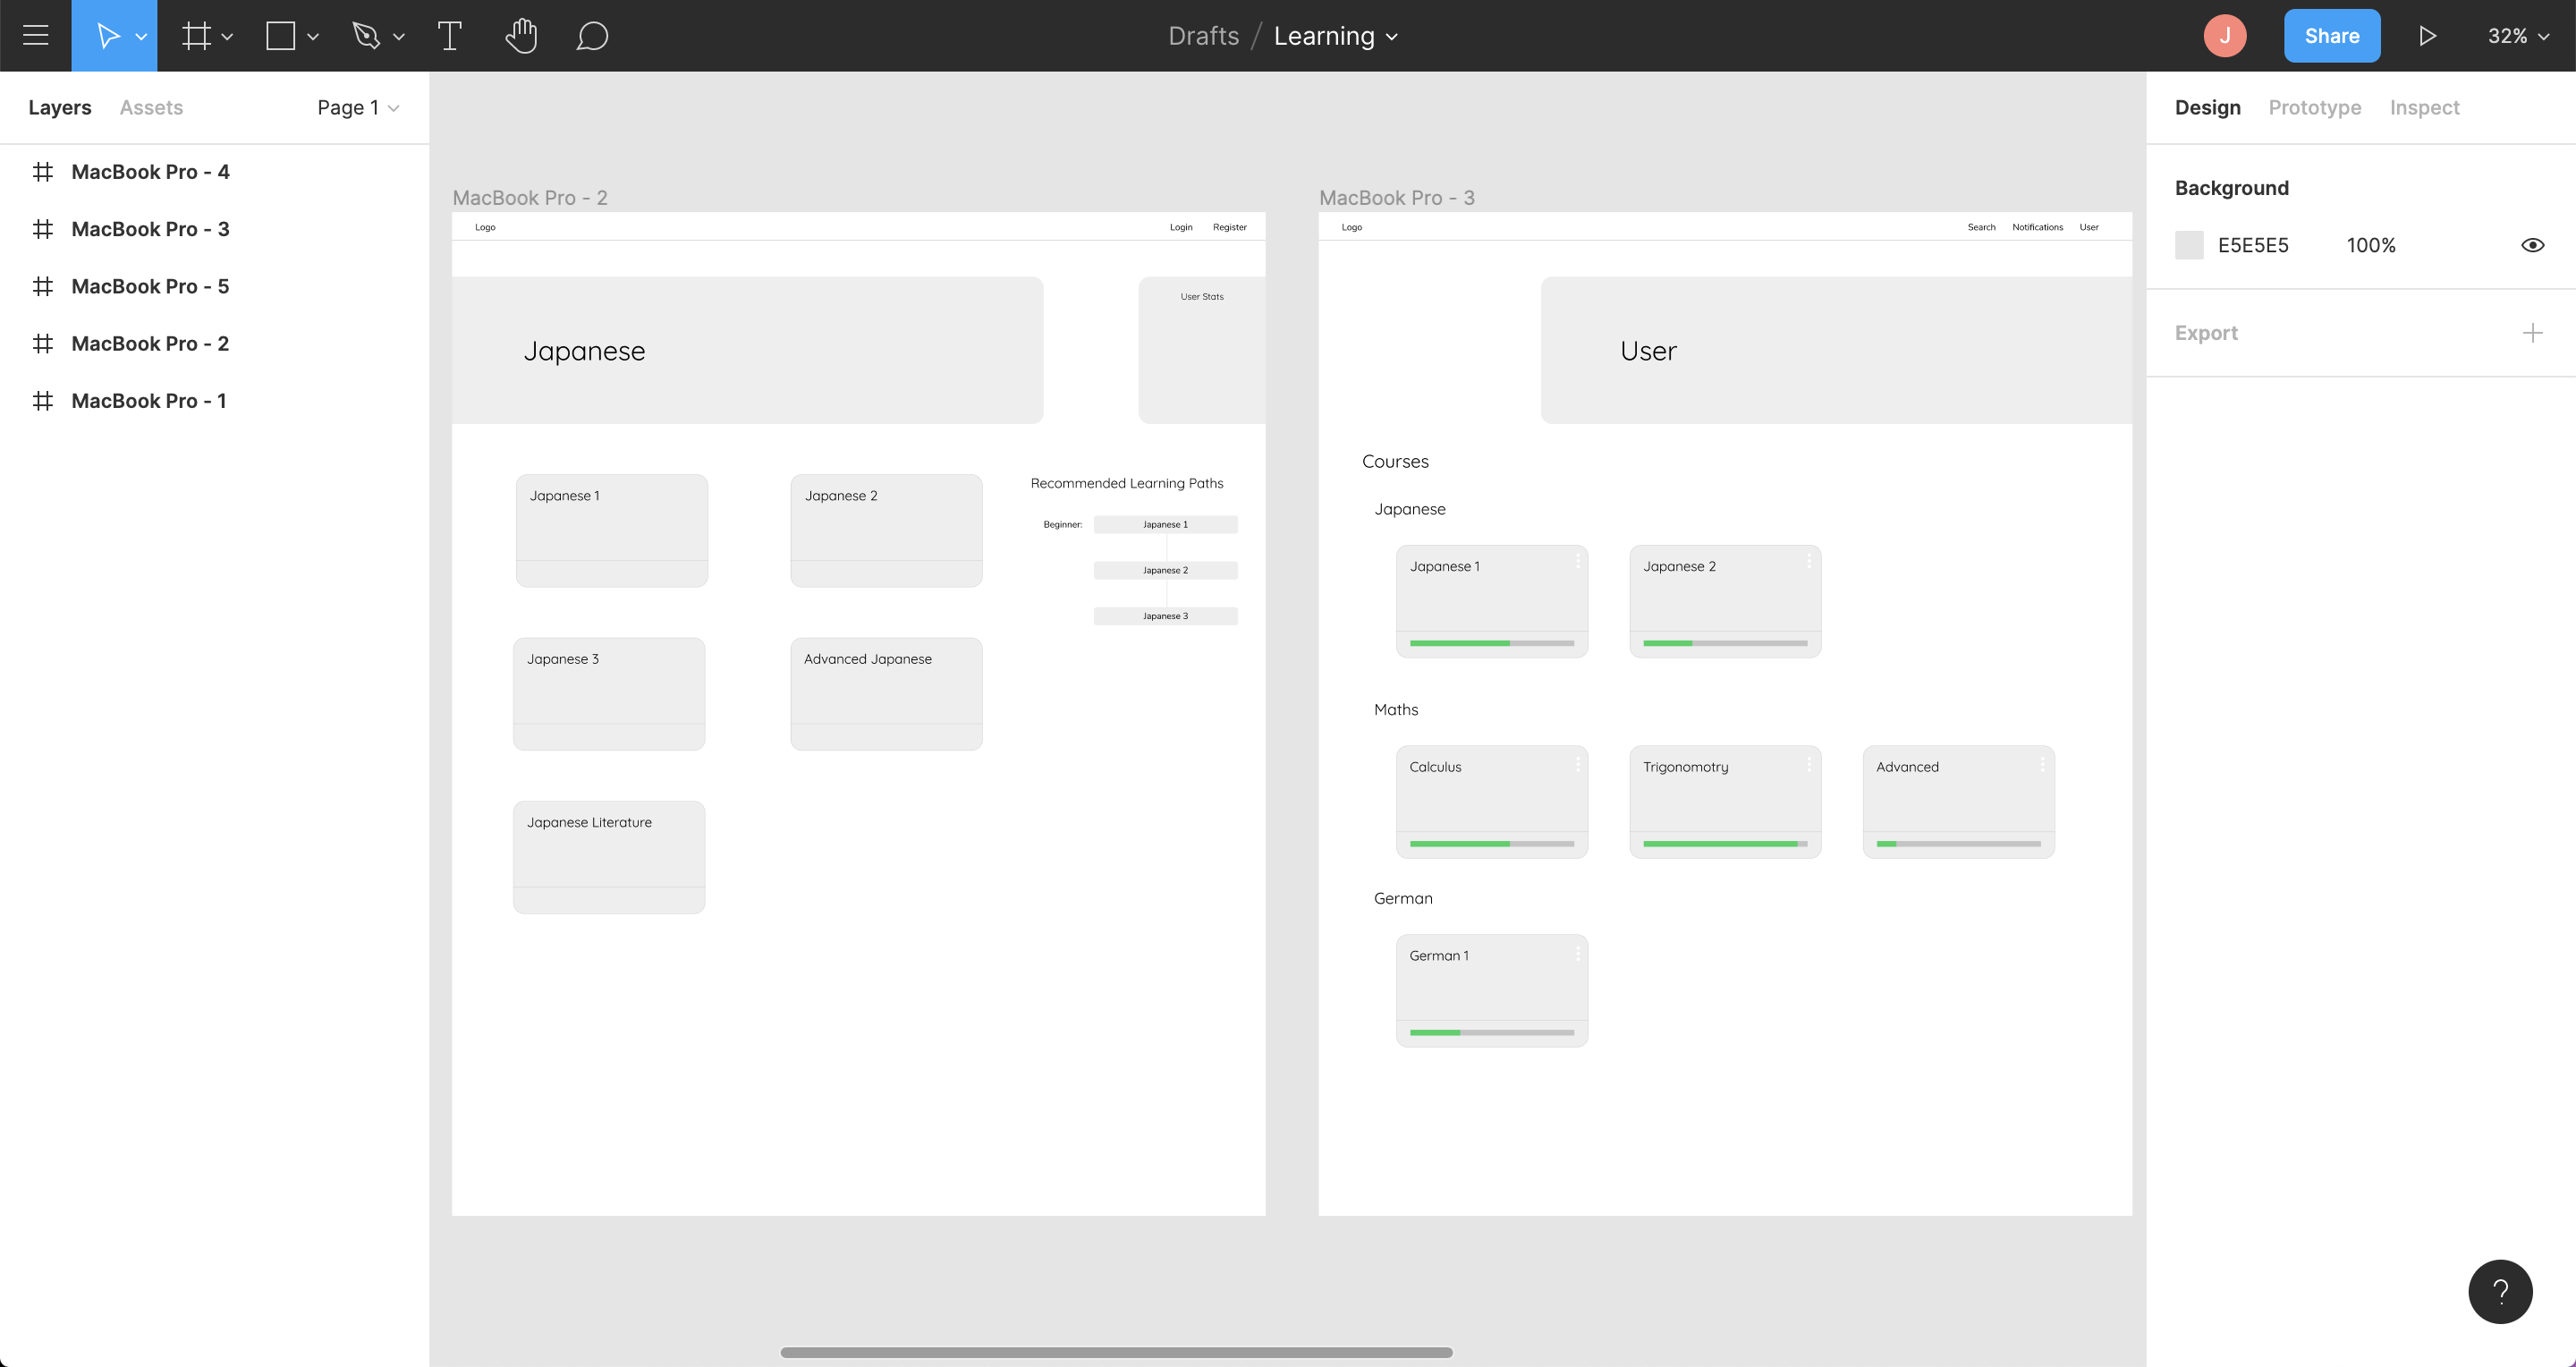 Drafts / Learning
J
Share
32%
Layers Assets Page 1
MacBook Pro - 4
MacBook Pro - 3
MacBook Pro - 5
MacBook Pro - 2
MacBook Pro - 1
MacBook Pro - 2
Logo Login Register
User Stats
Japanese
Japanese 1
Japanese 2
Recommended Learning Paths
Beginner: Japanese 1
Japanese 2
Japanese 3
Japanese 3
Advanced Japanese
Japanese Literature
MacBook Pro - 3
Logo Search Notifications User
User
Courses
Japanese
Japanese 1
Japanese 2
Maths
Calculus
Trigonomotry
Advanced
German
German 1
Design Prototype Inspect
Background
E5E5E5 100%
Export
?